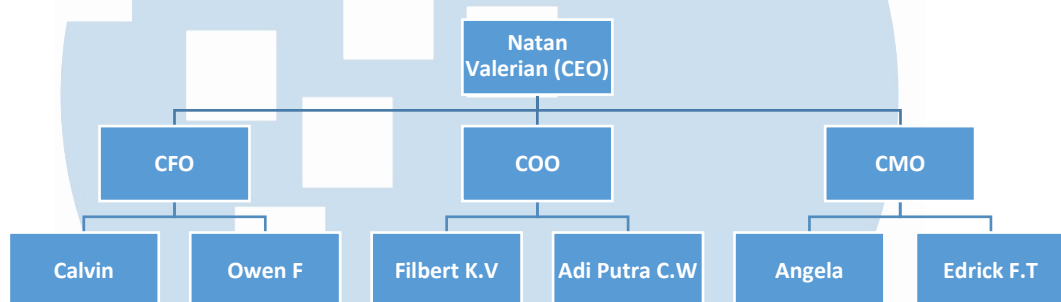 Natan
Valerian (CEO)
CFO
COO
CMO
Calvin
Owen F
Filbert K.V
Adi Putra C.W
Angela
Edrick F.T